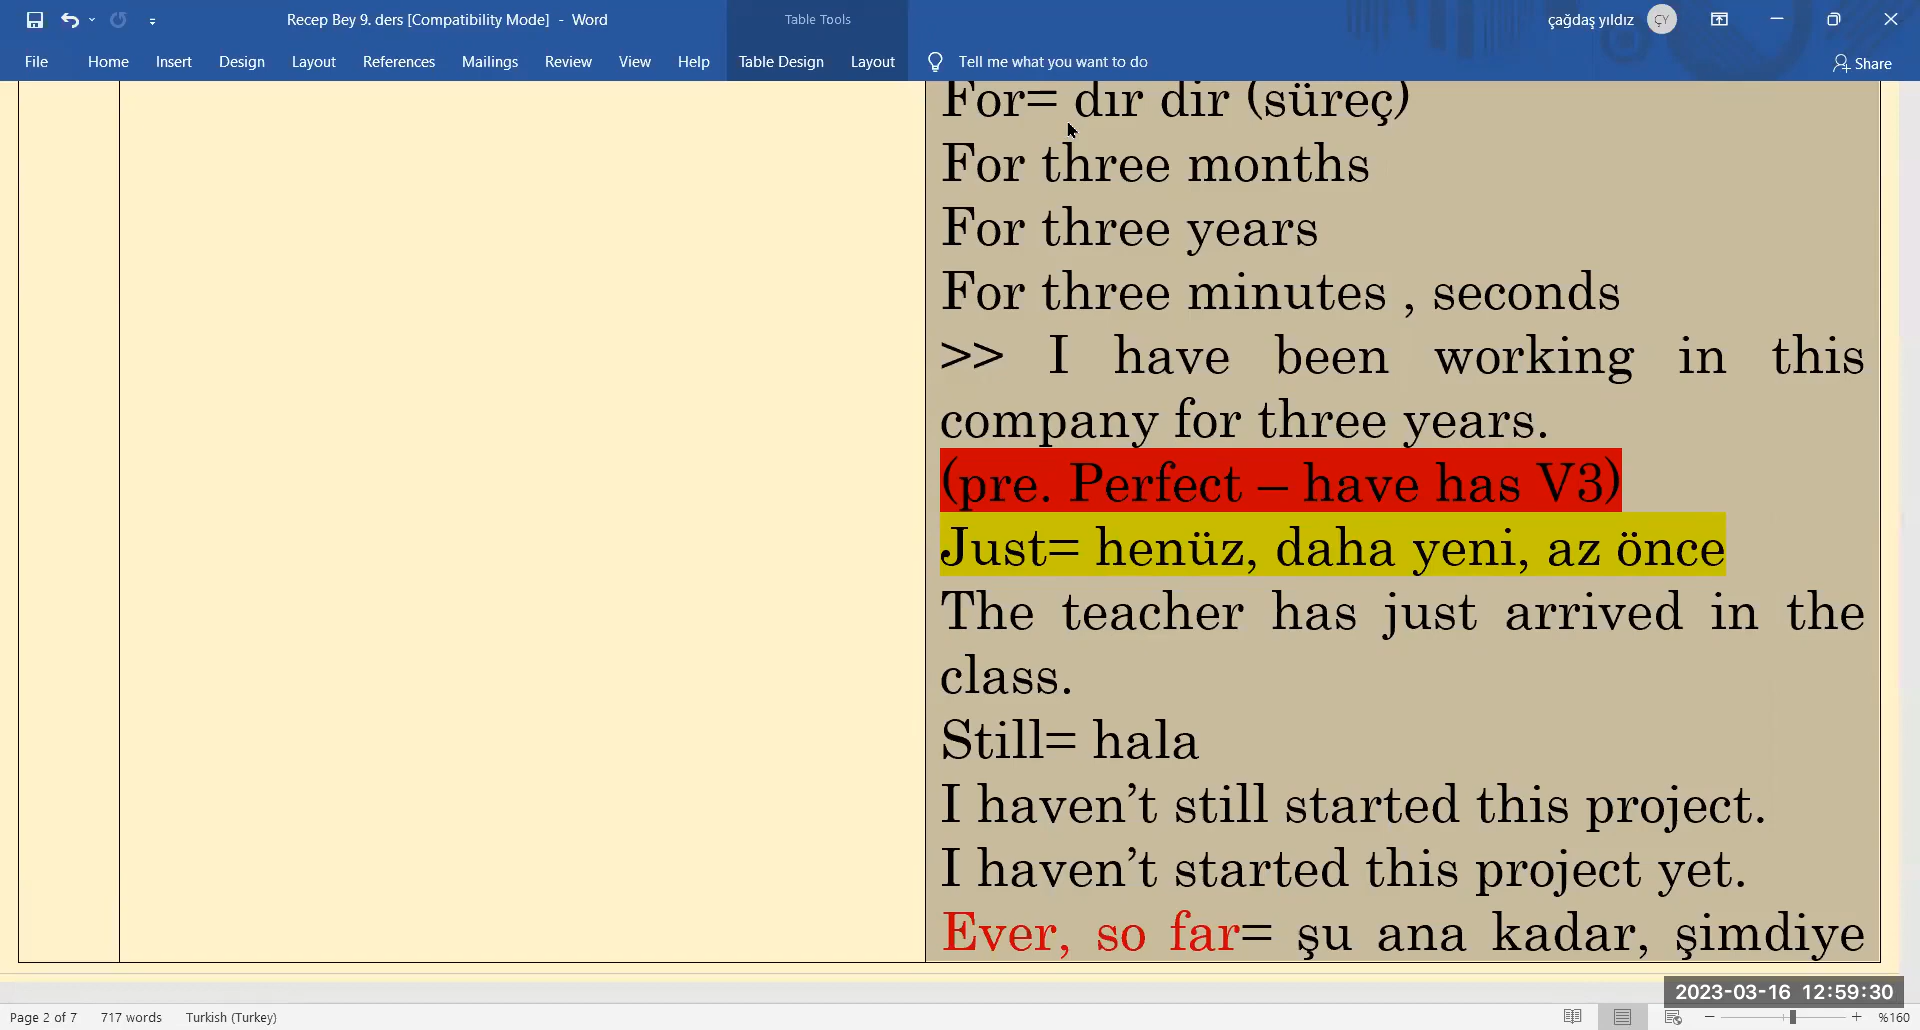 Recep Bey 9. ders [Compatibility Mode] - Word
Table Tools
çağdaş yıldız
ÇY
File Home Insert Design Layout References Mailings Review View Help Table Design Layout Tell me what you want to do Share
For= dır dir (süreç)
For three months
For three years
For three minutes , seconds
>> I have been working in this
company for three years.
(pre. Perfect – have has V3)
Just= henüz, daha yeni, az önce
The teacher has just arrived in the
class.
Still= hala
I haven’t still started this project.
I haven’t started this project yet.
Ever, so far= şu ana kadar, şimdiye
2023-03-16 12:59:30
Page 2 of 7 717 words Turkish (Turkey) %160